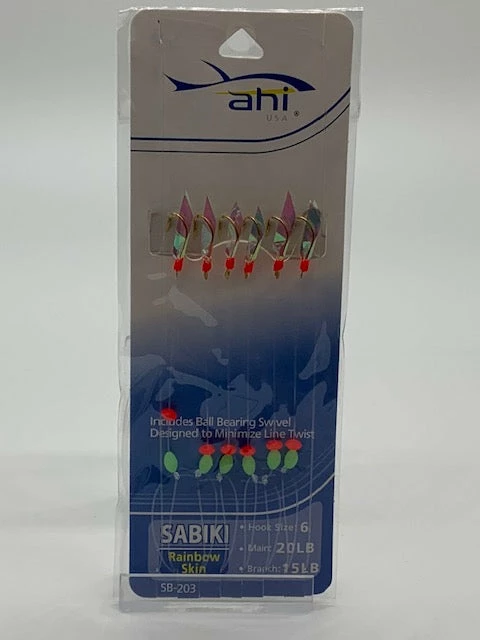 ahi
USA ®
Includes Ball Bearing Swivel
Designed to Minimize Line Twist
SABIKI
Rainbow
Skin
• Hook Size: 6
• Main: 20LB
• Branch: 15LB
SB-203